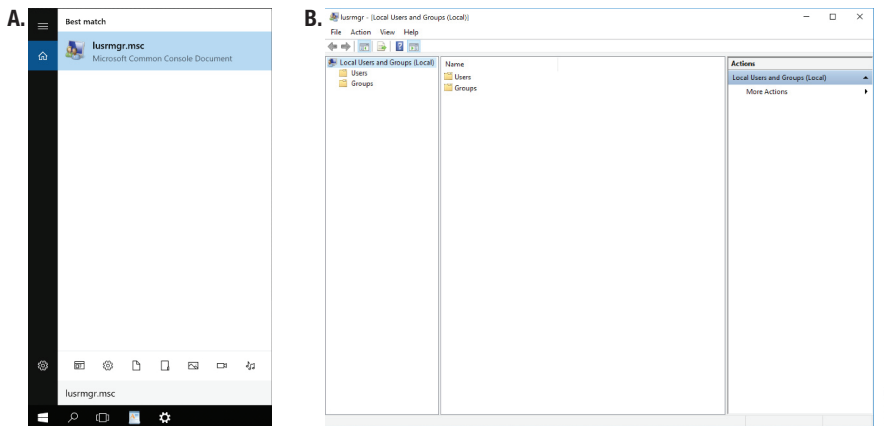 A.
Best match
lusrmgr.msc
Microsoft Common Console Document
lusrmgr.msc
B.
lusrmgr - [Local Users and Groups (Local)]
File Action View Help
Local Users and Groups (Local)
Users
Groups
Name
Users
Groups
Actions
Local Users and Groups (Local)
More Actions